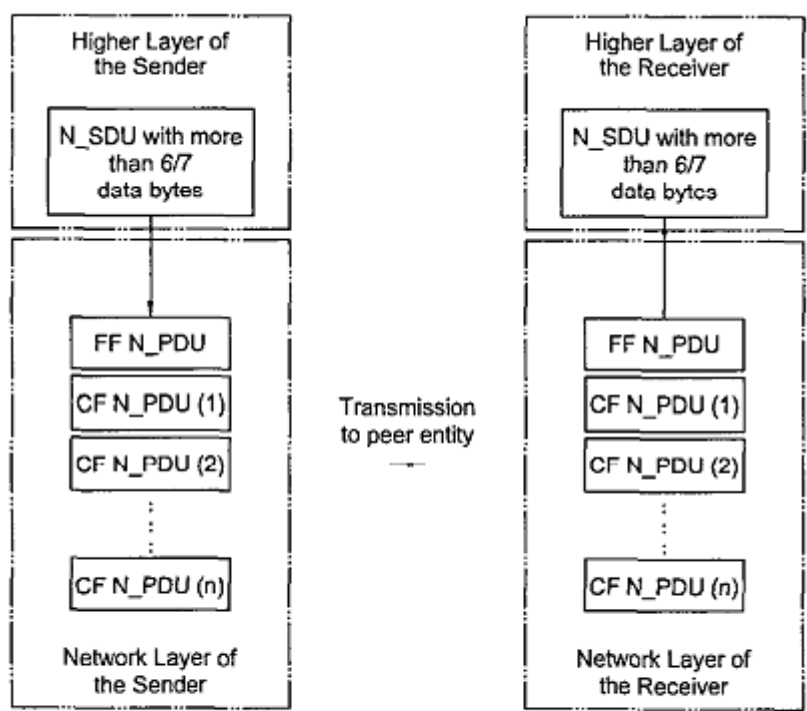 Higher Layer of
the Sender
N_SDU with more
than 6/7
data bytes
FF N_PDU
CF N_PDU (1)
CF N_PDU (2)
CF N_PDU (n)
Network Layer of
the Sender
Transmission
to peer entity
Higher Layer of
the Receiver
N_SDU with more
than 6/7
data bytes
FF N_PDU
CF N_PDU (1)
CF N_PDU (2)
CF N_PDU (n)
Network Layer of
the Receiver